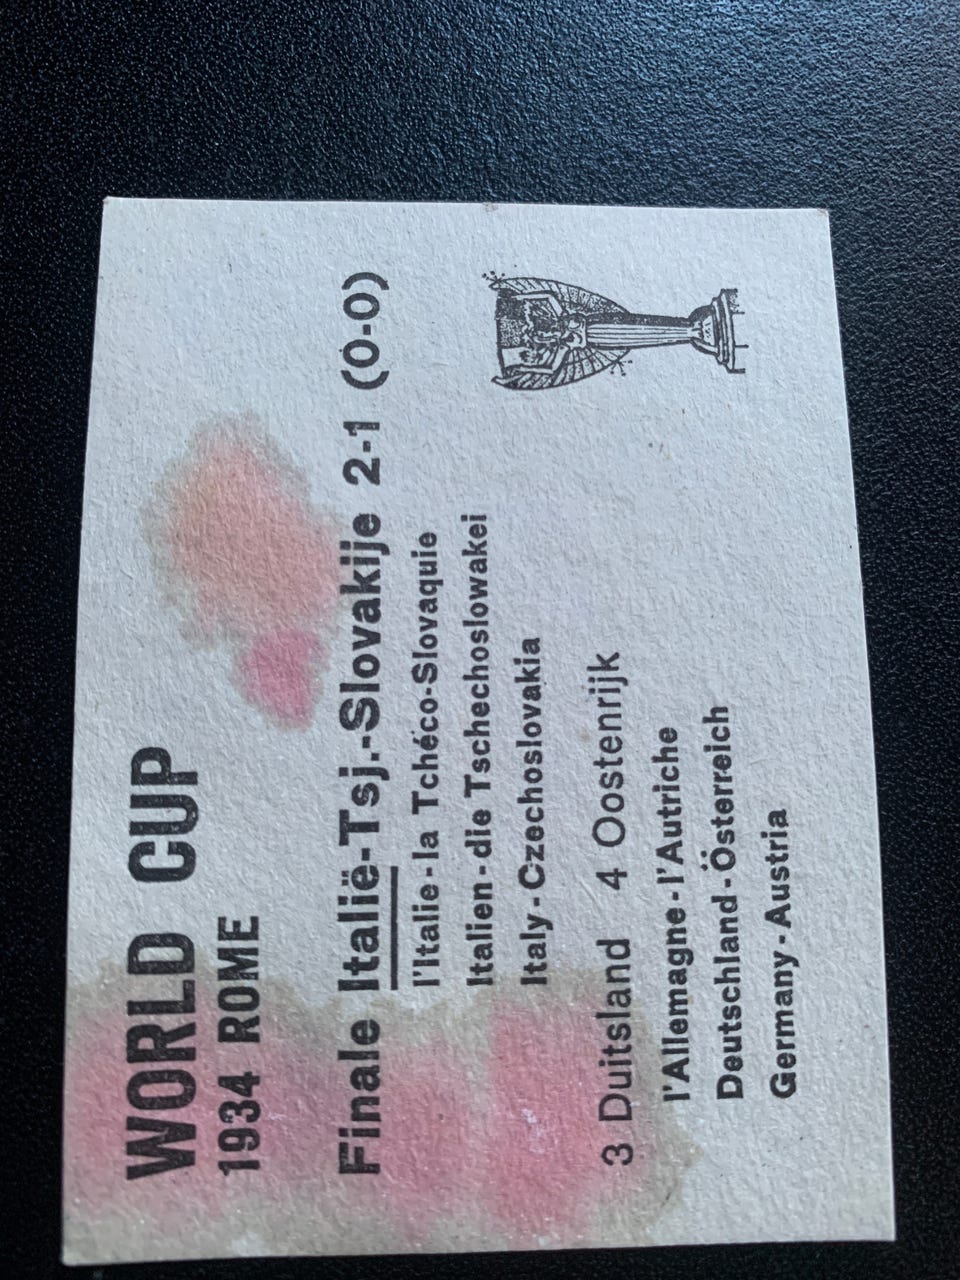 WORLD CUP
1934 ROME
Finale Italië-Tsj.-Slovakije 2-1 (0-0)
l'Italie-la Tchéco-Slovaquie
Italien-die Tschechoslowakei
Italy-Czechoslovakia
3 Duitsland 4 Oostenrijk
l'Allemagne-l'Autriche
Deutschland-Österreich
Germany-Austria